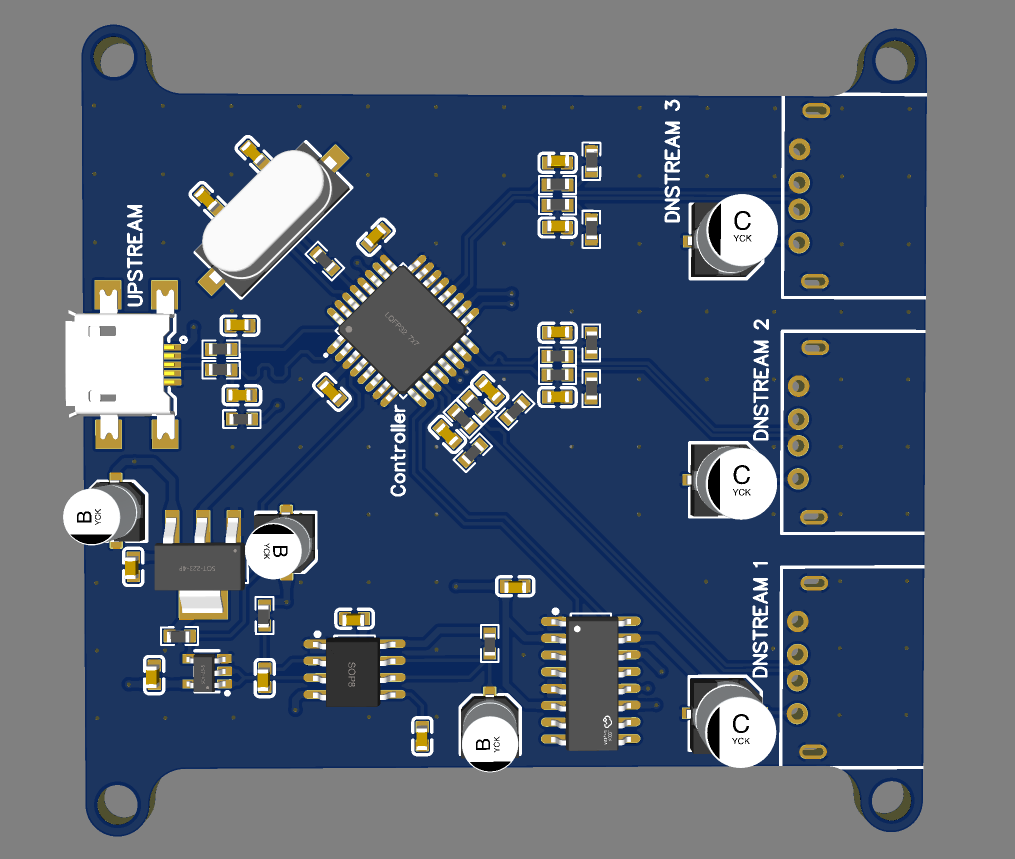 DNSTREAM 3
C
YCK
UPSTREAM
LQFP32 7x7
DNSTREAM 2
C
YCK
Controller
B
YCK
B
YCK
SOT-223-4P
DNSTREAM 1
SOP8
C
YCK
B
YCK